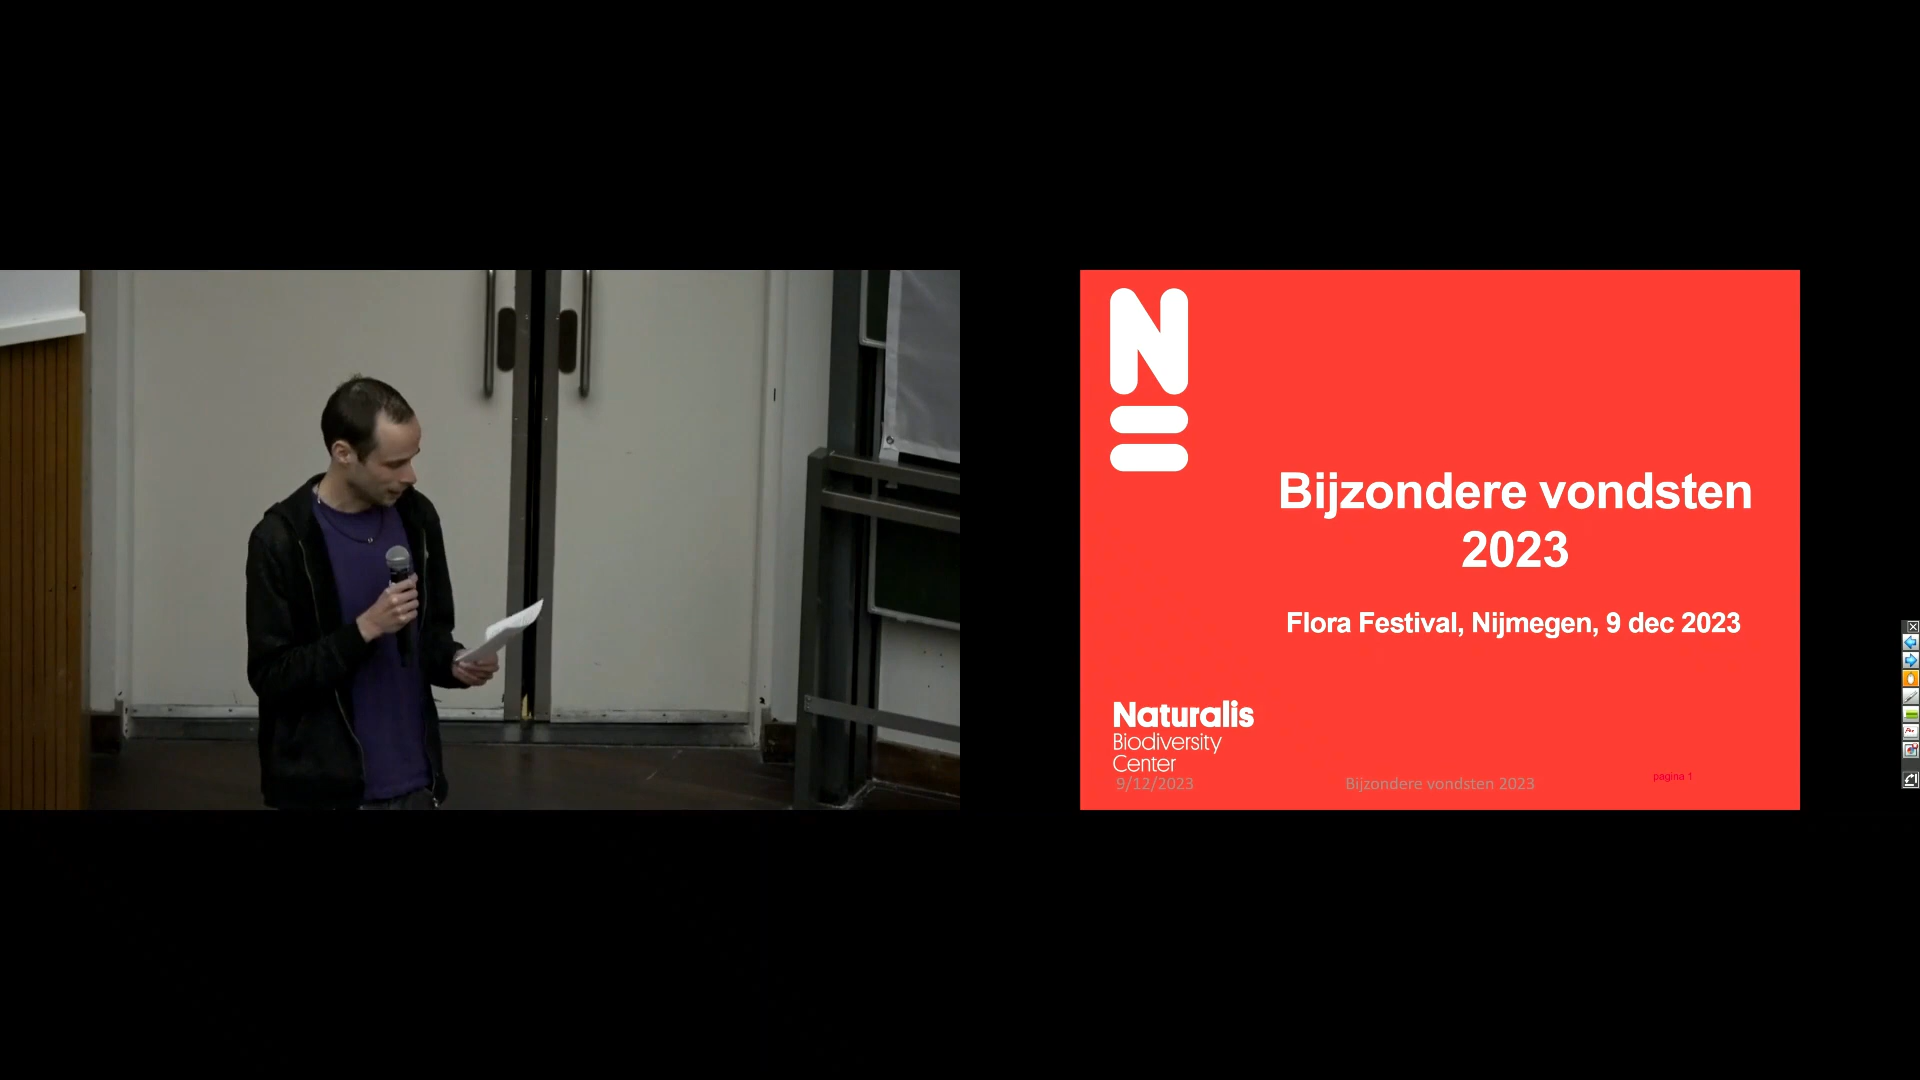 Bijzondere vondsten
2023
Flora Festival, Nijmegen, 9 dec 2023
Naturalis
Biodiversity
Center
9/12/2023
Bijzondere vondsten 2023
pagina 1